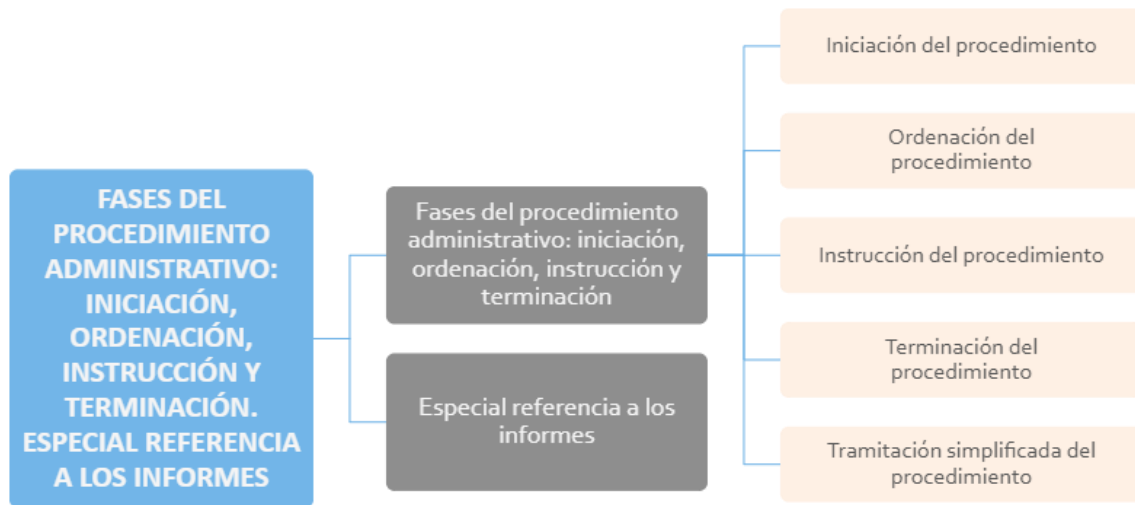 FASES DEL
PROCEDIMIENTO
ADMINISTRATIVO:
INICIACIÓN,
ORDENACIÓN,
INSTRUCCIÓN Y
TERMINACIÓN.
ESPECIAL REFERENCIA
A LOS INFORMES
Fases del procedimiento
administrativo: iniciación,
ordenación, instrucción y
terminación
Especial referencia a los
informes
Iniciación del procedimiento
Ordenación del
procedimiento
Instrucción del procedimiento
Terminación del
procedimiento
Tramitación simplificada del
procedimiento